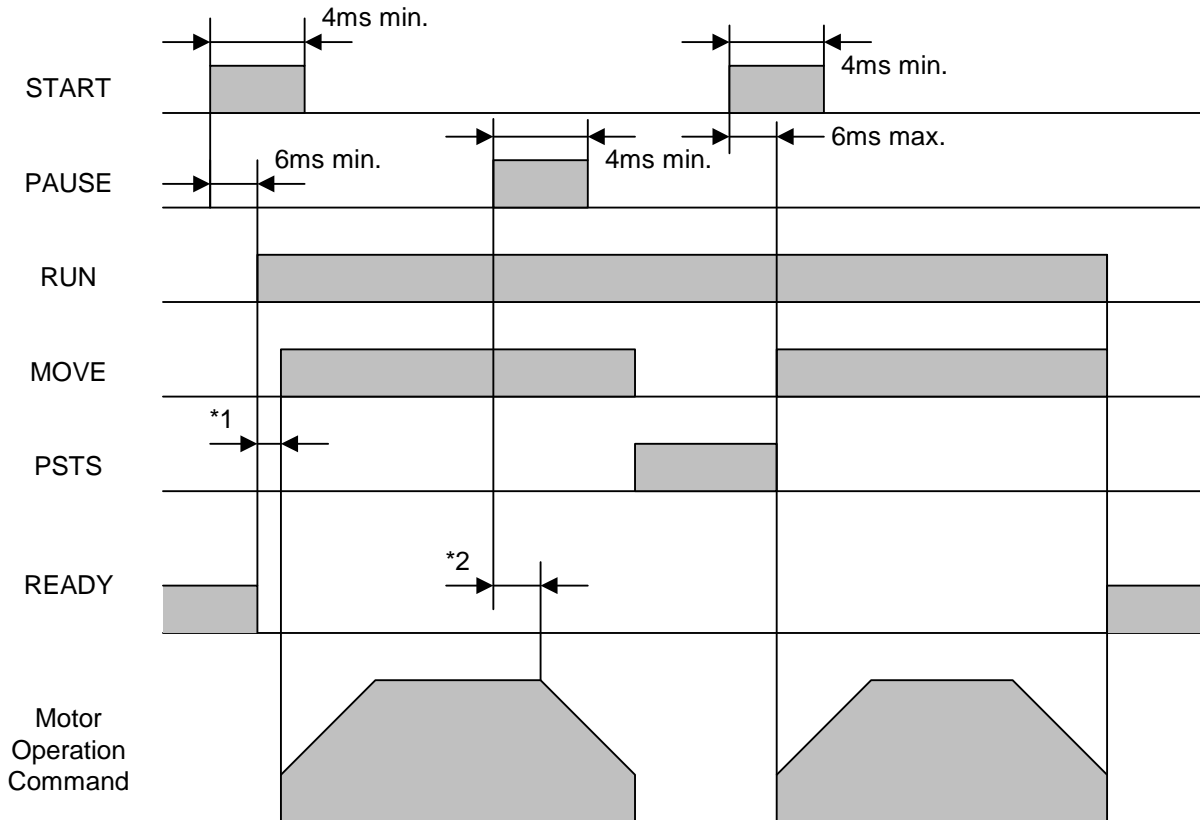 4ms min.
START
4ms min.
6ms min.
4ms min.
6ms max.
PAUSE
RUN
MOVE
*1
PSTS
*2
READY
Motor
Operation
Command